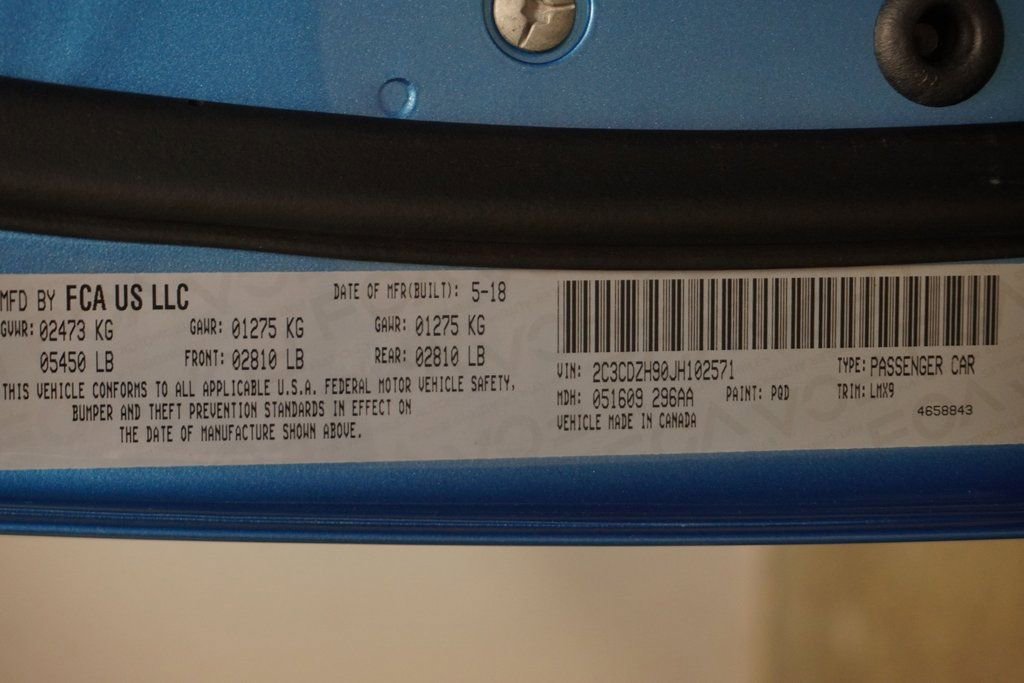 MFD BY FCA US LLC DATE OF MFR(BUILT): 5-18
GVWR: 02473 KG GAWR: 01275 KG GAWR: 01275 KG
05450 LB FRONT: 02810 LB REAR: 02810 LB
THIS VEHICLE CONFORMS TO ALL APPLICABLE U.S.A. FEDERAL MOTOR VEHICLE SAFETY,
BUMPER AND THEFT PREVENTION STANDARDS IN EFFECT ON
THE DATE OF MANUFACTURE SHOWN ABOVE.
VIN: 2C3CDZH90JH102571 TYPE: PASSENGER CAR
MDH: 051609 296AA PAINT: PQD TRIM: LMX9
VEHICLE MADE IN CANADA 4658843